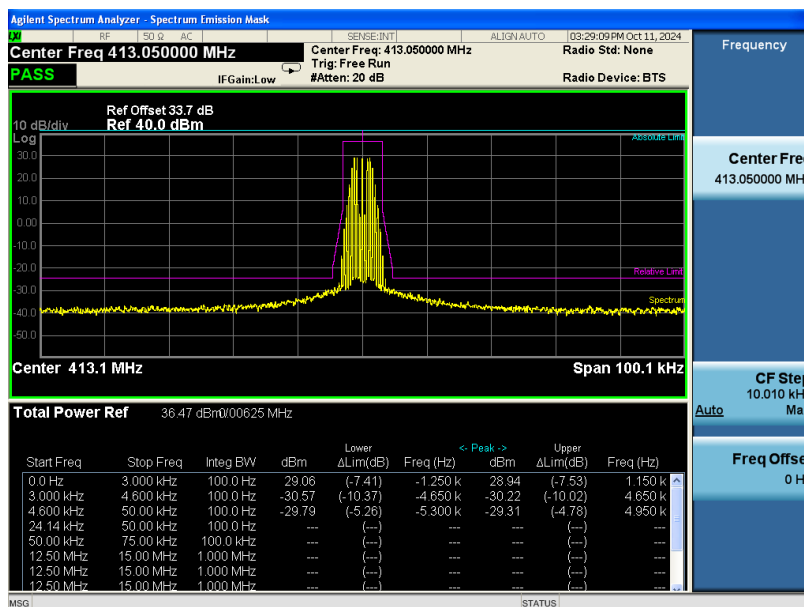 Agilent Spectrum Analyzer - Spectrum Emission Mask
LXI RF 50 Ω AC SENSE:INT ALIGN AUTO 03:29:09 PM Oct 11, 2024
Center Freq 413.050000 MHz
Center Freq: 413.050000 MHz
Radio Std: None
Trig: Free Run
PASS
IFGain:Low
#Atten: 20 dB
Radio Device: BTS
Frequency
Ref Offset 33.7 dB
10 dB/div Ref 40.0 dBm
Log
Absolute Limit
30.0
20.0
10.0
0.00
-10.0
-20.0
Relative Limit
-30.0
Spectrum
-40.0
-50.0
Center 413.1 MHz Span 100.1 kHz
Center Fre
413.050000 MH
CF Ste
10.010 kH
Auto Ma
Freq Offse
0 H
Total Power Ref 36.47 dBm/0.00625 MHz
Lower <- Peak -> Upper
Start Freq Stop Freq Integ BW dBm ΔLim(dB) Freq (Hz) dBm ΔLim(dB) Freq (Hz)
0.0 Hz 3.000 kHz 100.0 Hz 29.06 (-7.41) -1.250 k 28.94 (-7.53) 1.150 k
3.000 kHz 4.600 kHz 100.0 Hz -30.57 (-10.37) -4.650 k -30.22 (-10.02) 4.650 k
4.600 kHz 50.00 kHz 100.0 Hz -29.79 (-5.26) -5.300 k -29.31 (-4.78) 4.950 k
24.14 kHz 50.00 kHz 100.0 Hz --- (---) --- --- (---) ---
50.00 kHz 75.00 kHz 100.0 kHz --- (---) --- --- (---) ---
12.50 MHz 15.00 MHz 1.000 MHz --- (---) --- --- (---) ---
12.50 MHz 15.00 MHz 1.000 MHz --- (---) --- --- (---) ---
12.50 MHz 15.00 MHz 1.000 MHz --- (---) --- --- (---) ---
MSG STATUS